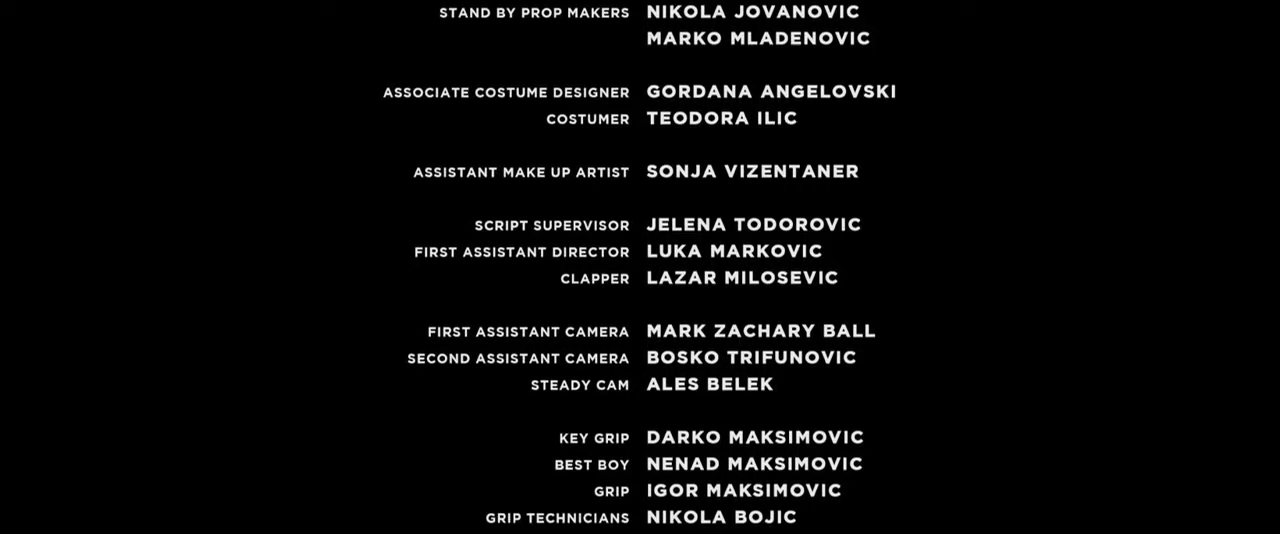 STAND BY PROP MAKERS NIKOLA JOVANOVIC
MARKO MLADENOVIC
ASSOCIATE COSTUME DESIGNER GORDANA ANGELOVSKI
COSTUMER TEODORA ILIC
ASSISTANT MAKE UP ARTIST SONJA VIZENTANER
SCRIPT SUPERVISOR JELENA TODOROVIC
FIRST ASSISTANT DIRECTOR LUKA MARKOVIC
CLAPPER LAZAR MILOSEVIC
FIRST ASSISTANT CAMERA MARK ZACHARY BALL
SECOND ASSISTANT CAMERA BOSKO TRIFUNOVIC
STEADY CAM ALES BELEK
KEY GRIP DARKO MAKSIMOVIC
BEST BOY NENAD MAKSIMOVIC
GRIP IGOR MAKSIMOVIC
GRIP TECHNICIANS NIKOLA BOJIC